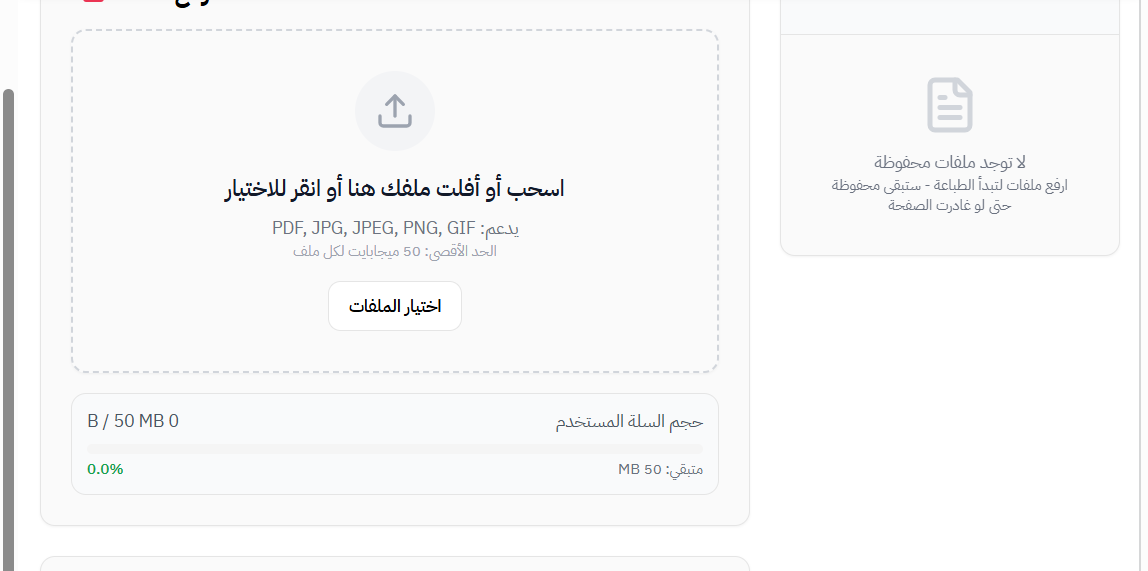 اسحب أو أفلت ملفك هنا أو انقر للاختيار
يدعم: PDF, JPG, JPEG, PNG, GIF
الحد الأقصى: 50 ميجابايت لكل ملف
اختيار الملفات
حجم السلة المستخدم
0 B / 50 MB
متبقي: 50 MB
0.0%
لا توجد ملفات محفوظة
ارفع ملفات لتبدأ الطباعة - ستبقى محفوظة
حتى لو غادرت الصفحة